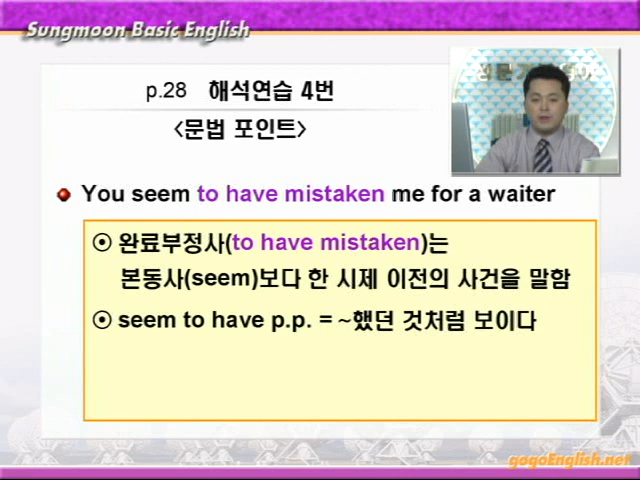 Sungmoon Basic English
p.28 해석연습 4번
<문법 포인트>
You seem to have mistaken me for a waiter
완료부정사(to have mistaken)는
본동사(seem)보다 한 시제 이전의 사건을 말함
seem to have p.p. = ~했던 것처럼 보이다
gogoEnglish.net